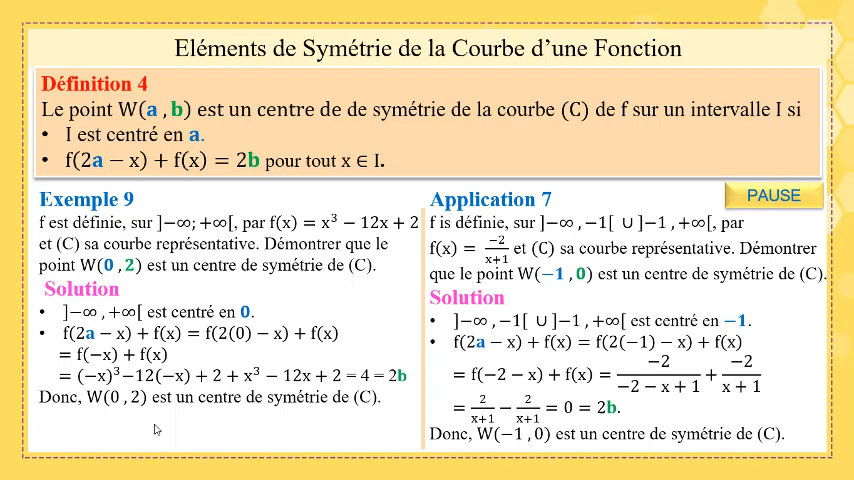 Eléments de Symétrie de la Courbe d'une Fonction
Définition 4
Le point W(a , b) est un centre de de symétrie de la courbe (C) de f sur un intervalle I si
• I est centré en a.
• f(2a − x) + f(x) = 2b pour tout x ∈ I.
Exemple 9
f est définie, sur ]−∞; +∞[, par f(x) = x³ − 12x + 2
et (C) sa courbe représentative. Démontrer que le
point W(0 , 2) est un centre de symétrie de (C).
Solution
• ]−∞ , +∞[ est centré en 0.
• f(2a − x) + f(x) = f(2(0) − x) + f(x)
= f(−x) + f(x)
= (−x)³ −12(−x) + 2 + x³ − 12x + 2 = 4 = 2b
Donc, W(0 , 2) est un centre de symétrie de (C).
Application 7
PAUSE
f is définie, sur ]−∞ , −1[ ∪ ]−1 , +∞[, par
f(x) = −2/(x+1) et (C) sa courbe représentative. Démontrer
que le point W(−1 , 0) est un centre de symétrie de (C).
Solution
• ]−∞ , −1[ ∪ ]−1 , +∞[ est centré en −1.
• f(2a − x) + f(x) = f(2(−1) − x) + f(x)
= f(−2 − x) + f(x) = −2/(−2 − x + 1) + −2/(x + 1)
= 2/(x+1) − 2/(x+1) = 0 = 2b.
Donc, W(−1 , 0) est un centre de symétrie de (C).